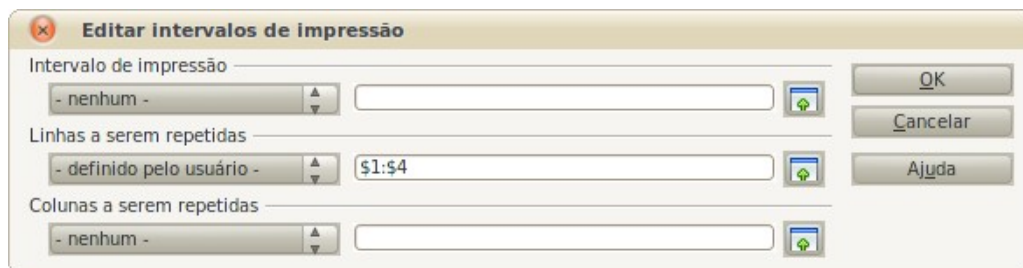 Editar intervalos de impressão
Intervalo de impressão
- nenhum -
OK
Cancelar
Linhas a serem repetidas
- definido pelo usuário -
$1:$4
Ajuda
Colunas a serem repetidas
- nenhum -